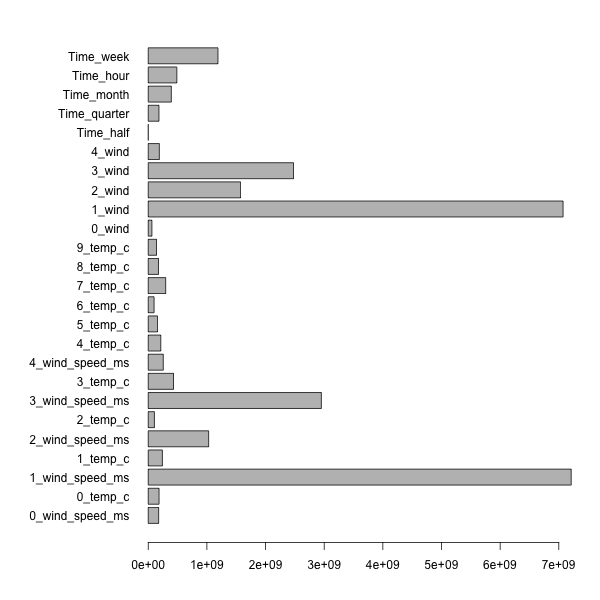 Time_week
Time_hour
Time_month
Time_quarter
Time_half
4_wind
3_wind
2_wind
1_wind
0_wind
9_temp_c
8_temp_c
7_temp_c
6_temp_c
5_temp_c
4_temp_c
4_wind_speed_ms
3_temp_c
3_wind_speed_ms
2_temp_c
2_wind_speed_ms
1_temp_c
1_wind_speed_ms
0_temp_c
0_wind_speed_ms
0e+00 1e+09 2e+09 3e+09 4e+09 5e+09 6e+09 7e+09